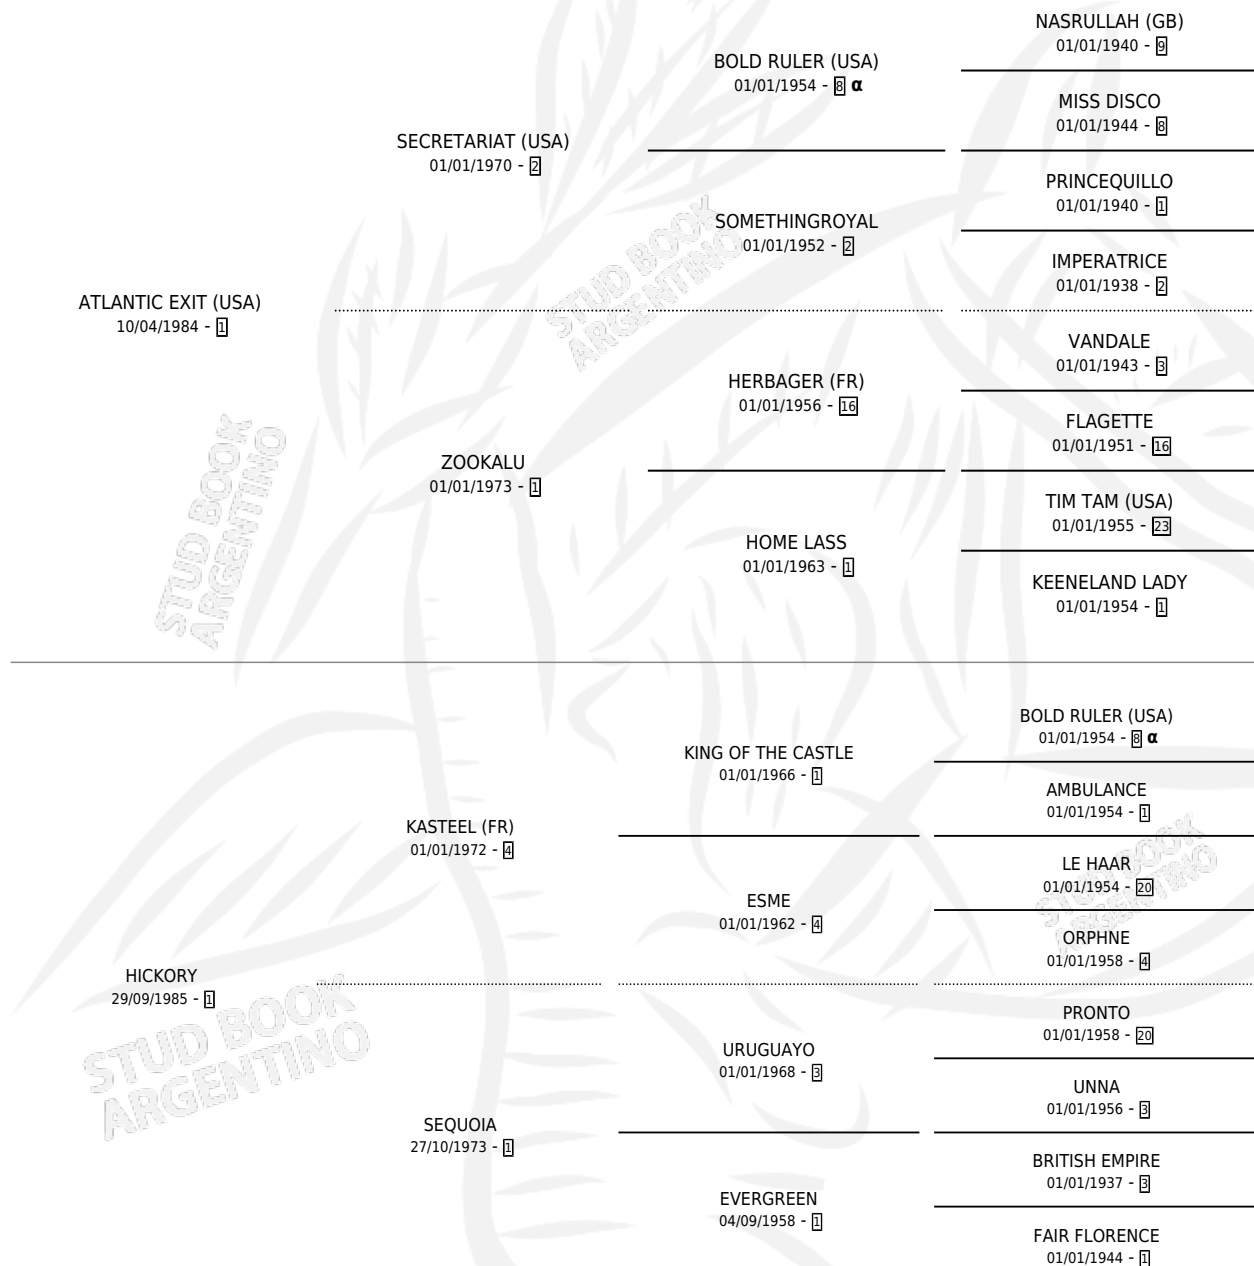 NASRULLAH (GB)
01/01/1940 - 9
BOLD RULER (USA)
01/01/1954 - 8 α
MISS DISCO
01/01/1944 - 8
SECRETARIAT (USA)
01/01/1970 - 2
PRINCEQUILLO
01/01/1940 - 1
SOMETHINGROYAL
01/01/1952 - 2
IMPERATRICE
01/01/1938 - 2
ATLANTIC EXIT (USA)
10/04/1984 - 1
VANDALE
01/01/1943 - 3
HERBAGER (FR)
01/01/1956 - 16
FLAGETTE
01/01/1951 - 16
ZOOKALU
01/01/1973 - 1
TIM TAM (USA)
01/01/1955 - 23
HOME LASS
01/01/1963 - 1
KEENELAND LADY
01/01/1954 - 1
BOLD RULER (USA)
01/01/1954 - 8 α
KING OF THE CASTLE
01/01/1966 - 1
AMBULANCE
01/01/1954 - 1
KASTEEL (FR)
01/01/1972 - 4
LE HAAR
01/01/1954 - 20
ESME
01/01/1962 - 4
ORPHNE
01/01/1958 - 4
HICKORY
29/09/1985 - 1
PRONTO
01/01/1958 - 20
URUGUAYO
01/01/1968 - 3
UNNA
01/01/1956 - 3
SEQUOIA
27/10/1973 - 1
BRITISH EMPIRE
01/01/1937 - 3
EVERGREEN
04/09/1958 - 1
FAIR FLORENCE
01/01/1944 - 1
STUD BOOK
ARGENTINO
STUD BOOK
ARGENTINO
STUD BOOK
ARGENTINO
STUD BOOK
ARGENTINO